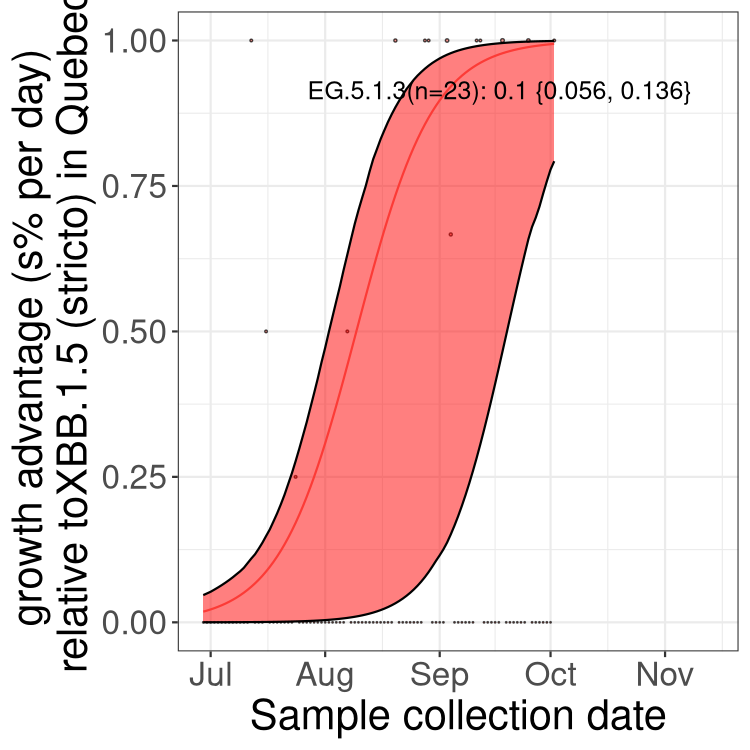 growth advantage (s% per day)
relative toXBB.1.5 (stricto) in Quebec
1.00
EG.5.1.3(n=23): 0.1 {0.056, 0.136}
0.75
0.50
0.25
0.00
Jul Aug Sep Oct Nov
Sample collection date